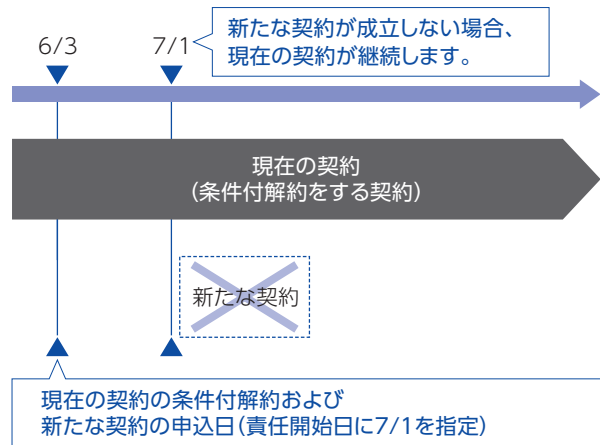 6/3
7/1
新たな契約が成立しない場合、
現在の契約が継続します。
現在の契約
（条件付解約をする契約）
新たな契約
現在の契約の条件付解約および
新たな契約の申込日（責任開始日に7/1を指定）